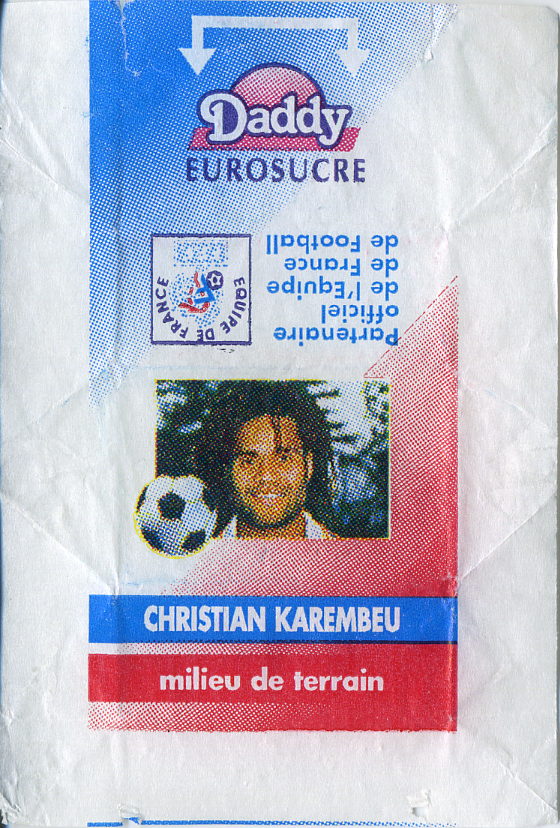 Daddy
EUROSUCRE
Partenaire
officiel
de l'Equipe
de France
de Football
EQUIPE DE FRANCE
CHRISTIAN KAREMBEU
milieu de terrain